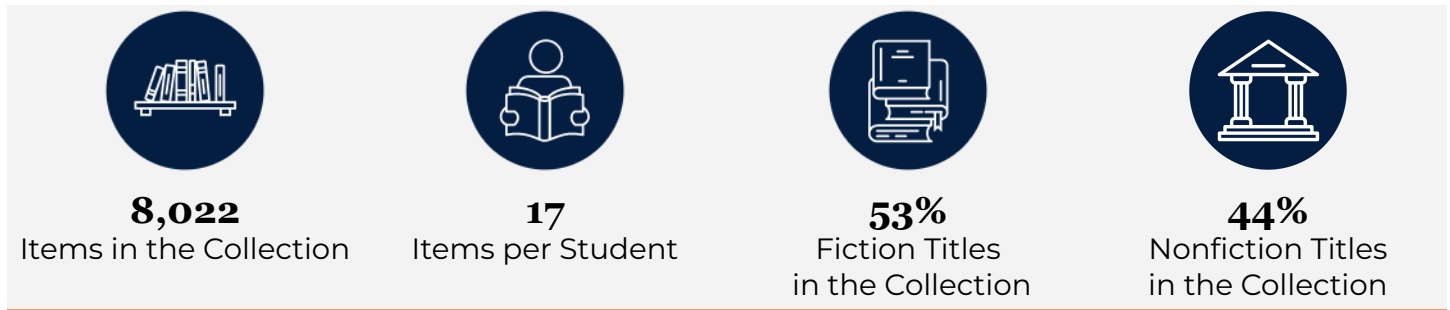 8,022
Items in the Collection
17
Items per Student
53%
Fiction Titles
in the Collection
44%
Nonfiction Titles
in the Collection